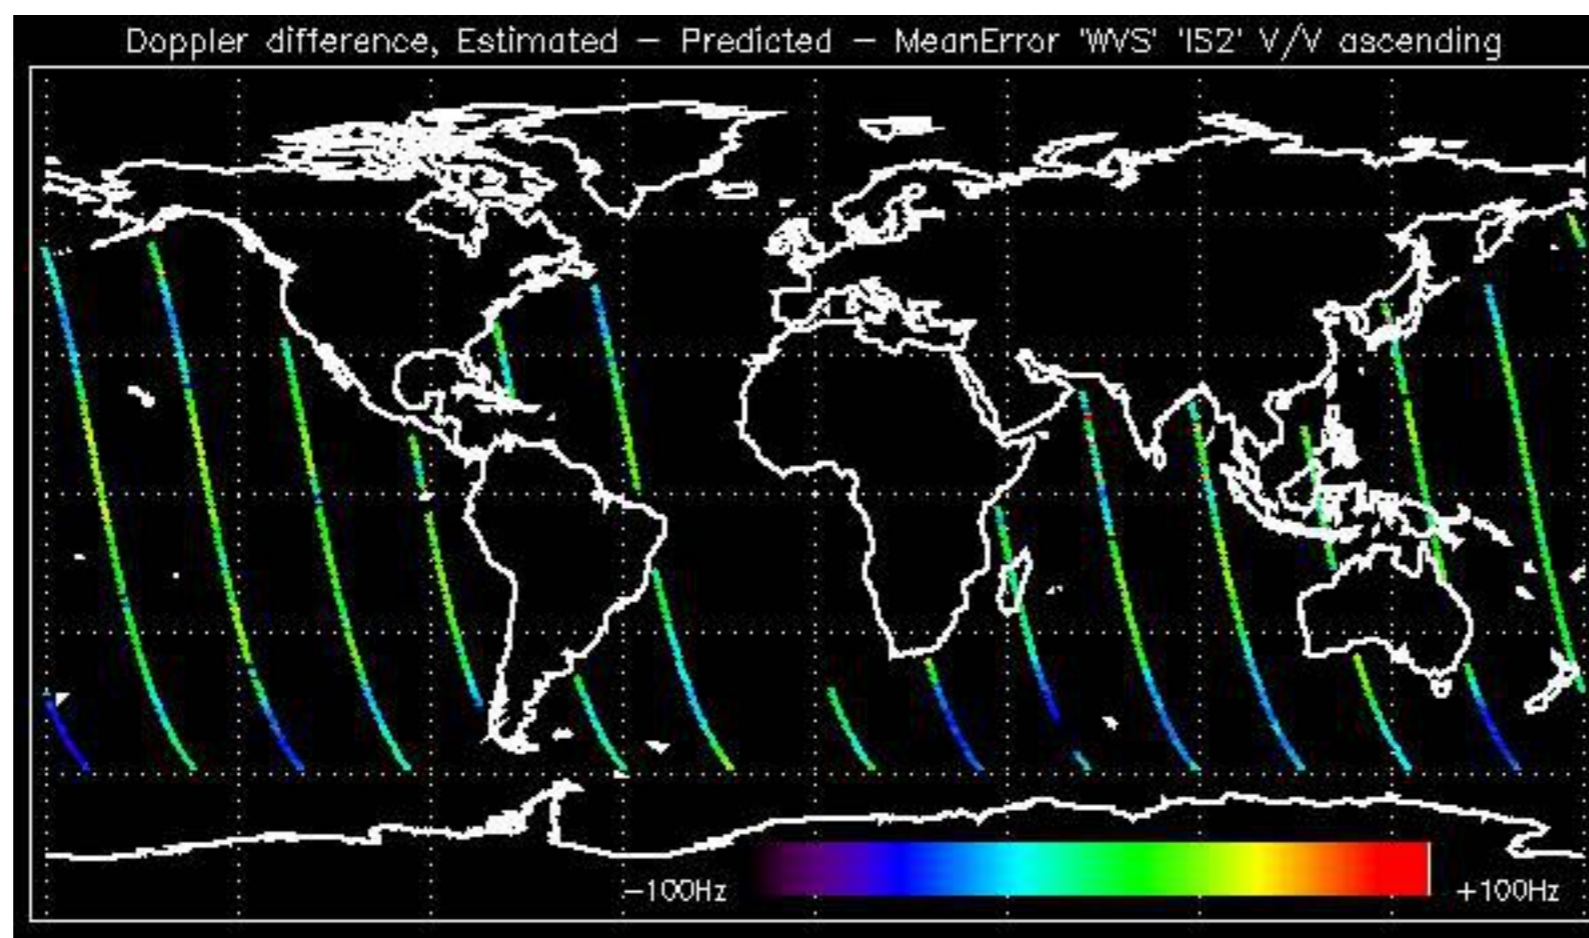 Doppler difference, Estimated – Predicted – MeanError 'WVS' 'IS2' V/V ascending
–100Hz
+100Hz